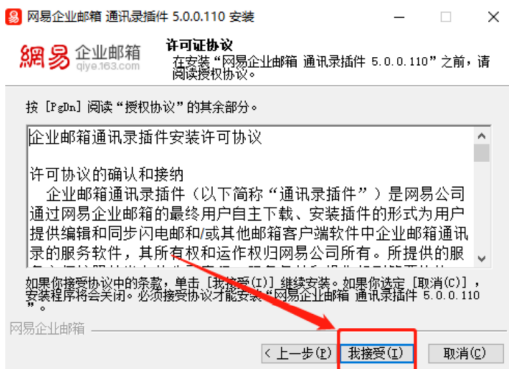 网易企业邮箱 通讯录插件 5.0.0.110 安装
網易 企业邮箱
qiye.163.com
许可证协议
在安装“网易企业邮箱 通讯录插件 5.0.0.110”之前，请
阅读授权协议。
按 [PgDn] 阅读“授权协议”的其余部分。
企业邮箱通讯录插件安装许可协议
许可协议的确认和接纳
企业邮箱通讯录插件（以下简称“通讯录插件”）是网易公司
通过网易企业邮箱的最终用户自主下载、安装插件的形式为用户
提供编辑和同步闪电邮和/或其他邮箱客户端软件中企业邮箱通讯
录的服务软件，其所有权和运作权归网易公司所有。所提供的服
如果你接受协议中的条款，单击 [我接受(I)] 继续安装。如果你选定 [取消(C)] ，
安装程序将会关闭。必须接受协议才能安装“网易企业邮箱 通讯录插件 5.0.0.110
”。
网易企业邮箱
< 上一步(P) 我接受(I) 取消(C)